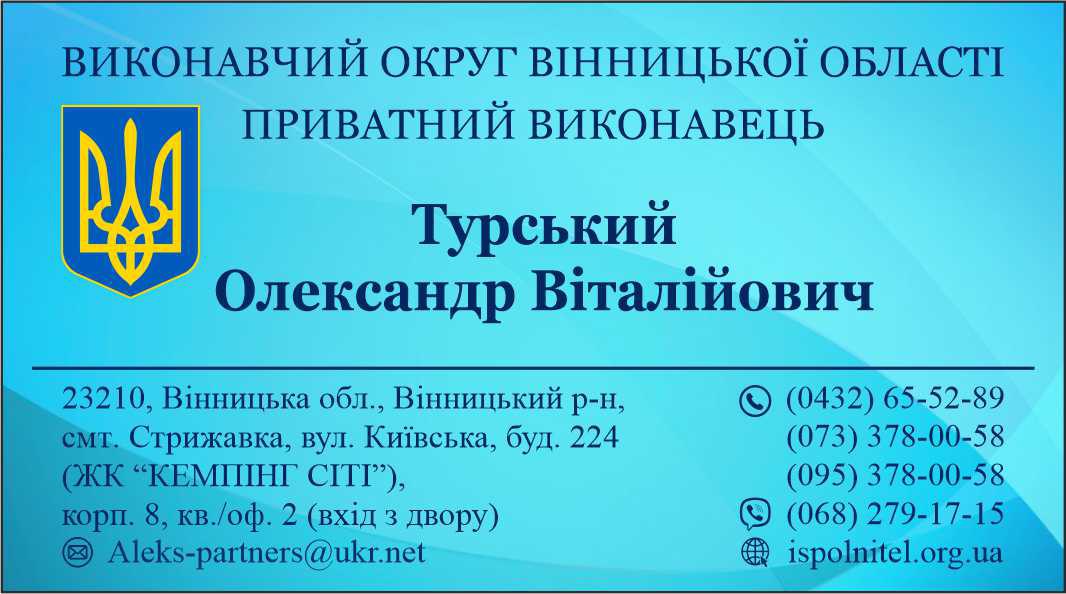 ВИКОНАВЧИЙ ОКРУГ ВІННИЦЬКОЇ ОБЛАСТІ
ПРИВАТНИЙ ВИКОНАВЕЦЬ
Турський
Олександр Віталійович
23210, Вінницька обл., Вінницький р-н,
смт. Стрижавка, вул. Київська, буд. 224
(ЖК “КЕМПІНГ СІТІ”),
корп. 8, кв./оф. 2 (вхід з двору)
Aleks-partners@ukr.net
(0432) 65-52-89
(073) 378-00-58
(095) 378-00-58
(068) 279-17-15
ispolnitel.org.ua